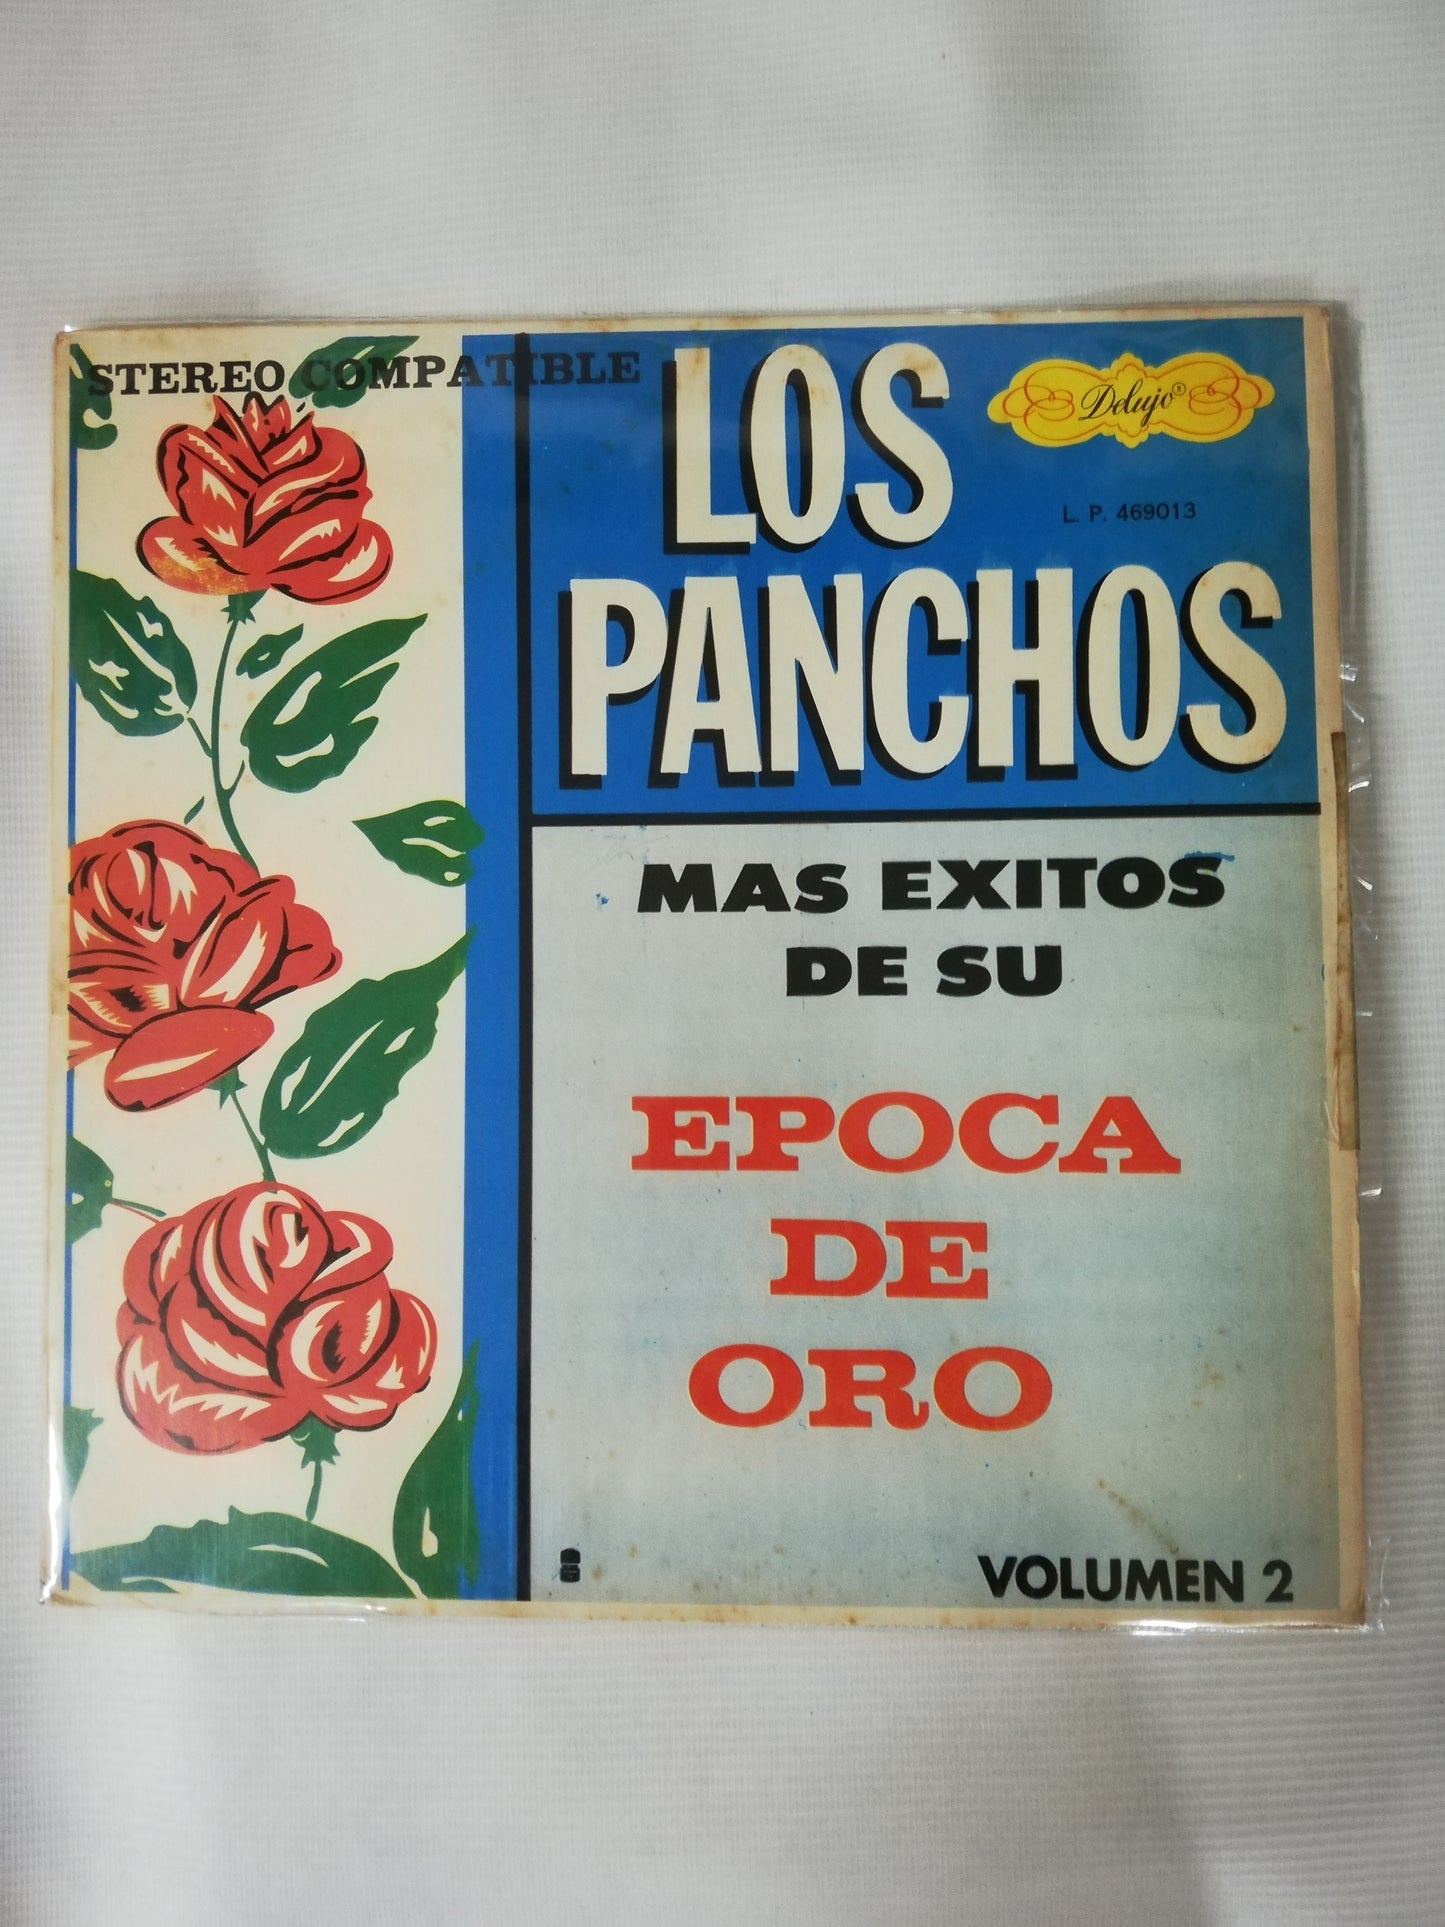 STEREO COMPATIBLE
LOS
PANCHOS
Delujo®
L. P. 469013
MAS EXITOS
DE SU
EPOCA
DE
ORO
VOLUMEN 2